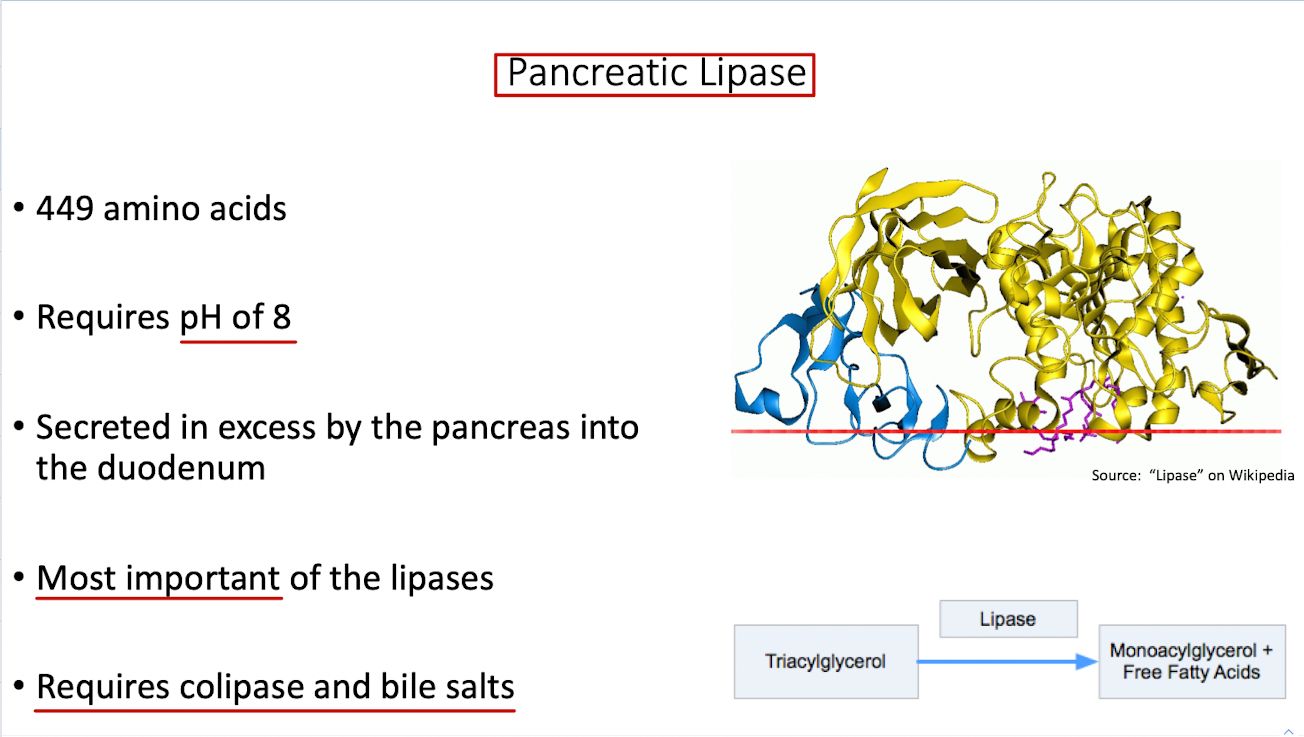 Pancreatic Lipase
• 449 amino acids
• Requires pH of 8
• Secreted in excess by the pancreas into
the duodenum
• Most important of the lipases
• Requires colipase and bile salts
Source:  “Lipase” on Wikipedia
Lipase
Triacylglycerol
Monoacylglycerol +
Free Fatty Acids